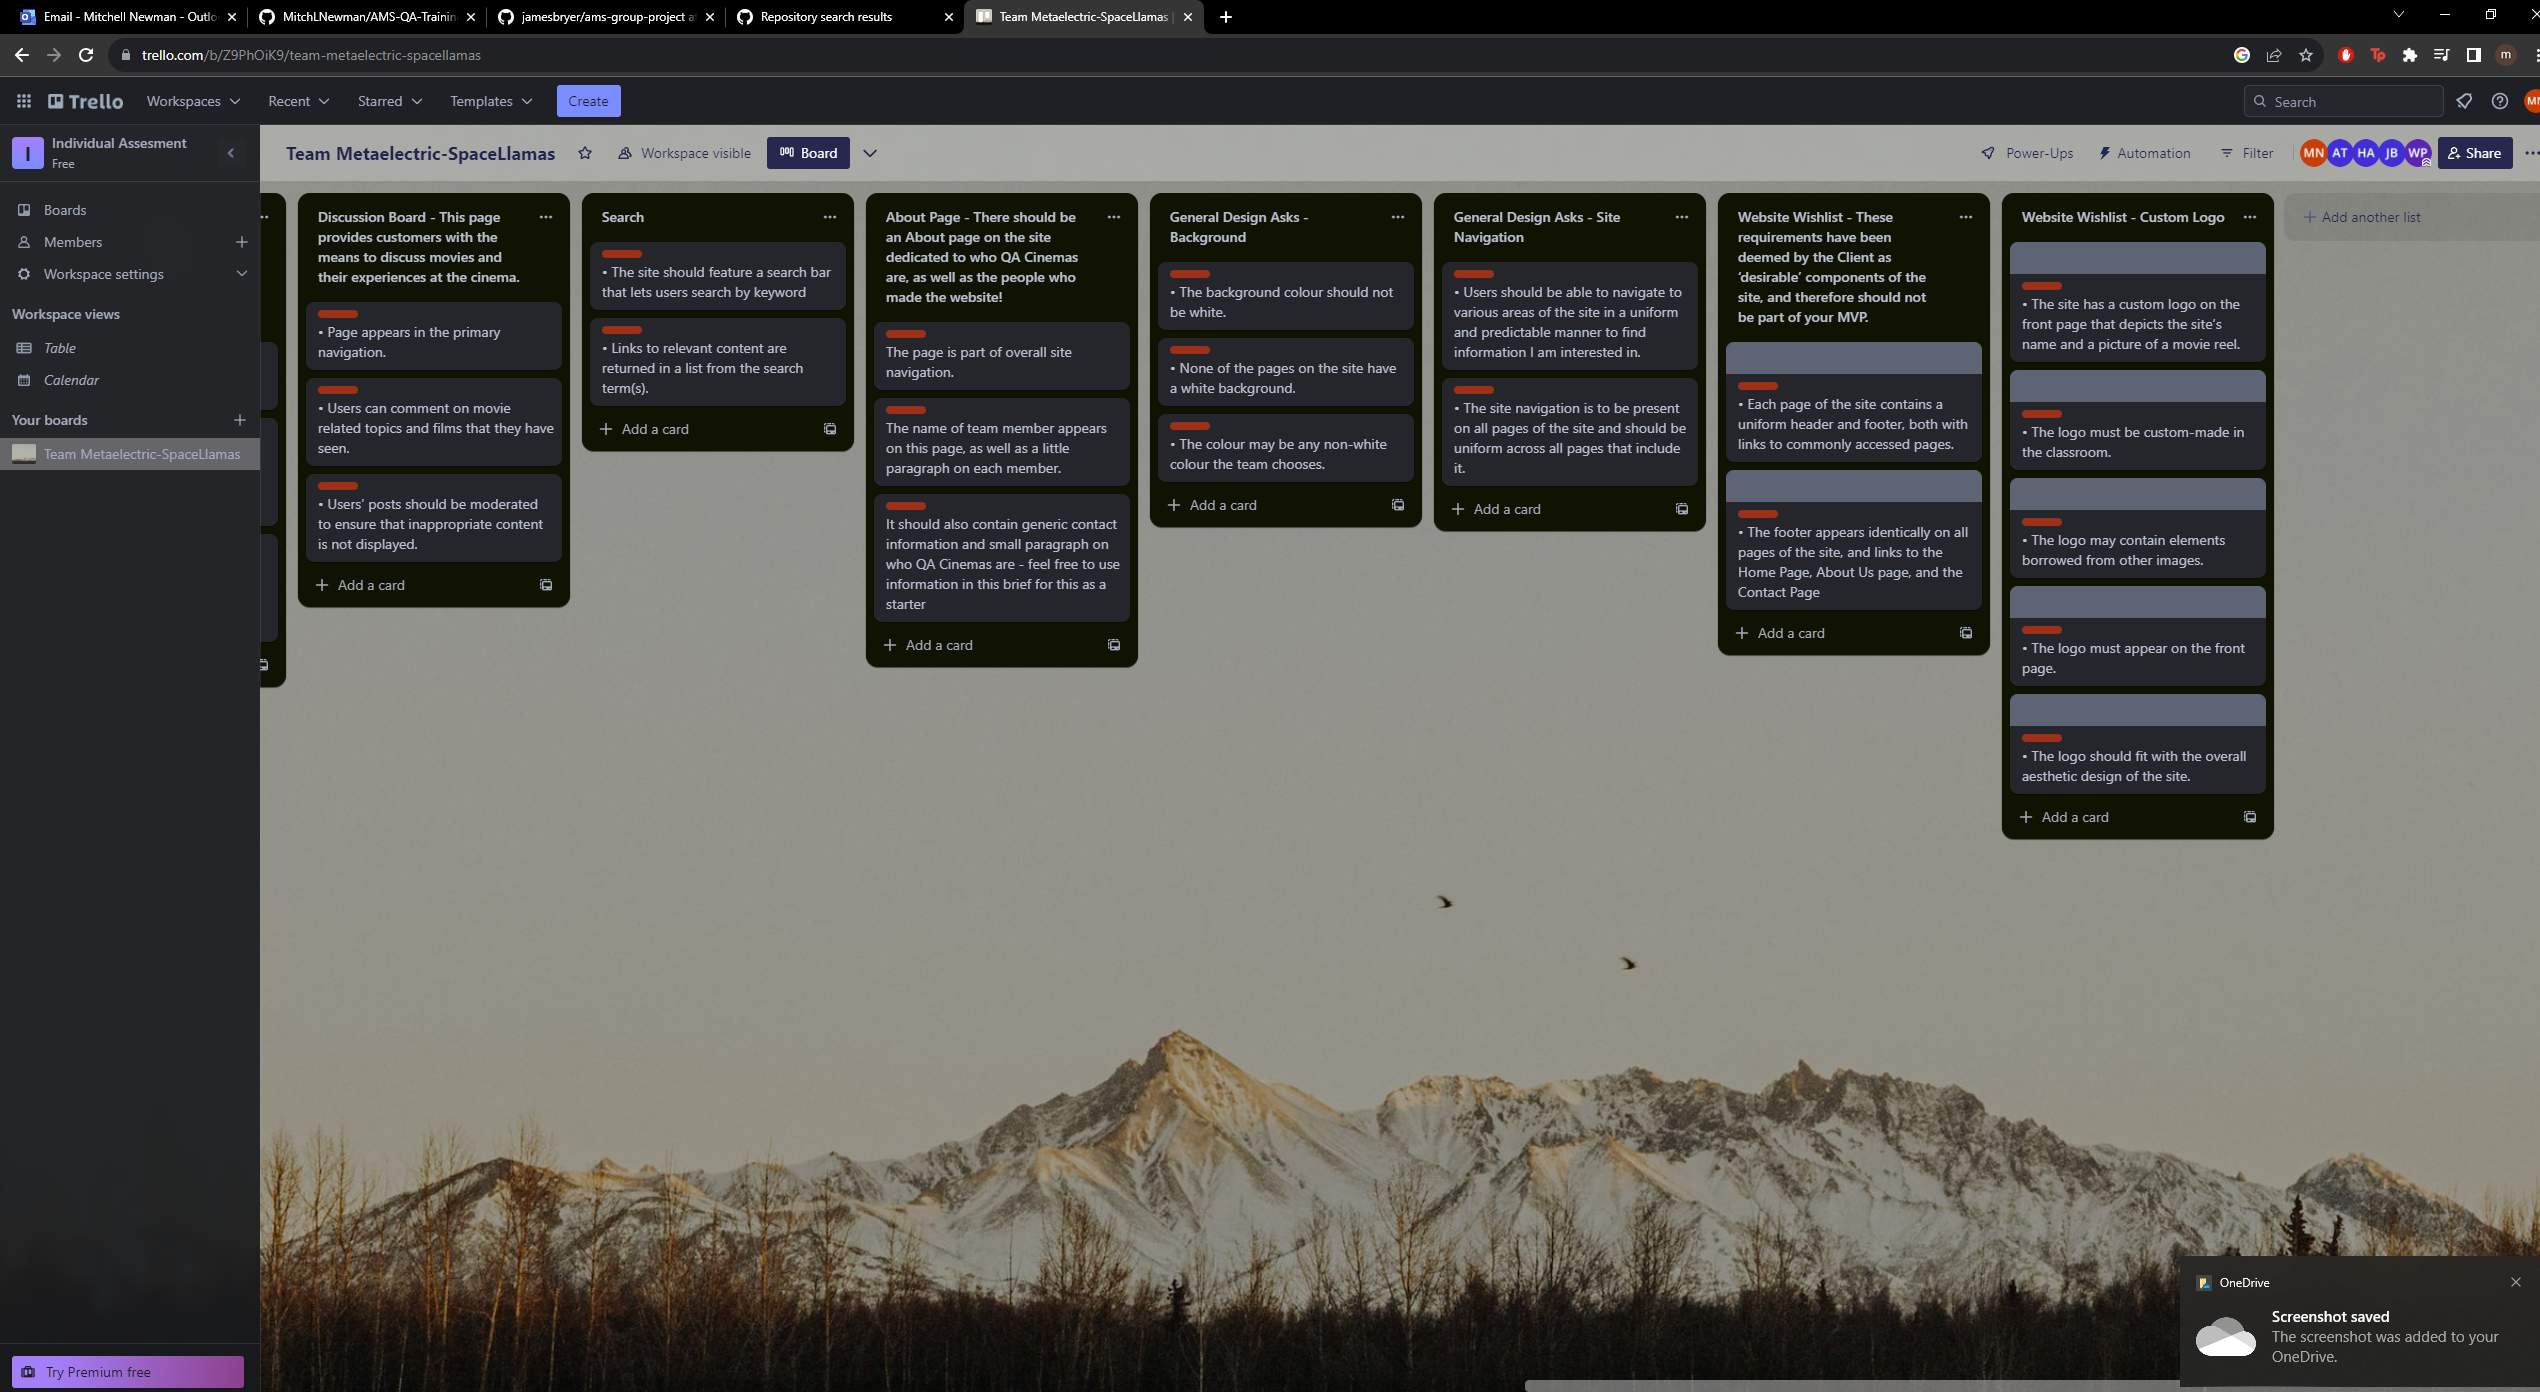 Email - Mitchell Newman - Outlo
MitchLNewman/AMS-QA-Trainin
jamesbryer/ams-group-project a
Repository search results
Team Metaelectric-SpaceLlamas |
trello.com/b/Z9PhOiK9/team-metaelectric-spacellamas
m
Trello
Workspaces
Recent
Starred
Templates
Create
Search
MN
I
Individual Assesment
Free
Boards
Members
Workspace settings
Workspace views
Table
Calendar
Your boards
Team Metaelectric-SpaceLlamas
Try Premium free
Team Metaelectric-SpaceLlamas
Workspace visible
Board
Power-Ups
Automation
Filter
MN
AT
HA
JB
WP
Share
Discussion Board - This page
provides customers with the
means to discuss movies and
their experiences at the cinema.
• Page appears in the primary
navigation.
• Users can comment on movie
related topics and films that they have
seen.
• Users’ posts should be moderated
to ensure that inappropriate content
is not displayed.
Add a card
Search
• The site should feature a search bar
that lets users search by keyword
• Links to relevant content are
returned in a list from the search
term(s).
Add a card
About Page - There should be
an About page on the site
dedicated to who QA Cinemas
are, as well as the people who
made the website!
The page is part of overall site
navigation.
The name of team member appears
on this page, as well as a little
paragraph on each member.
It should also contain generic contact
information and small paragraph on
who QA Cinemas are - feel free to use
information in this brief for this as a
starter
Add a card
General Design Asks -
Background
• The background colour should not
be white.
• None of the pages on the site have
a white background.
• The colour may be any non-white
colour the team chooses.
Add a card
General Design Asks - Site
Navigation
• Users should be able to navigate to
various areas of the site in a uniform
and predictable manner to find
information I am interested in.
• The site navigation is to be present
on all pages of the site and should be
uniform across all pages that include
it.
Add a card
Website Wishlist - These
requirements have been
deemed by the Client as
‘desirable’ components of the
site, and therefore should not
be part of your MVP.
• Each page of the site contains a
uniform header and footer, both with
links to commonly accessed pages.
• The footer appears identically on all
pages of the site, and links to the
Home Page, About Us page, and the
Contact Page
Add a card
Website Wishlist - Custom Logo
• The site has a custom logo on the
front page that depicts the site’s
name and a picture of a movie reel.
• The logo must be custom-made in
the classroom.
• The logo may contain elements
borrowed from other images.
• The logo must appear on the front
page.
• The logo should fit with the overall
aesthetic design of the site.
Add a card
Add another list
OneDrive
Screenshot saved
The screenshot was added to your
OneDrive.